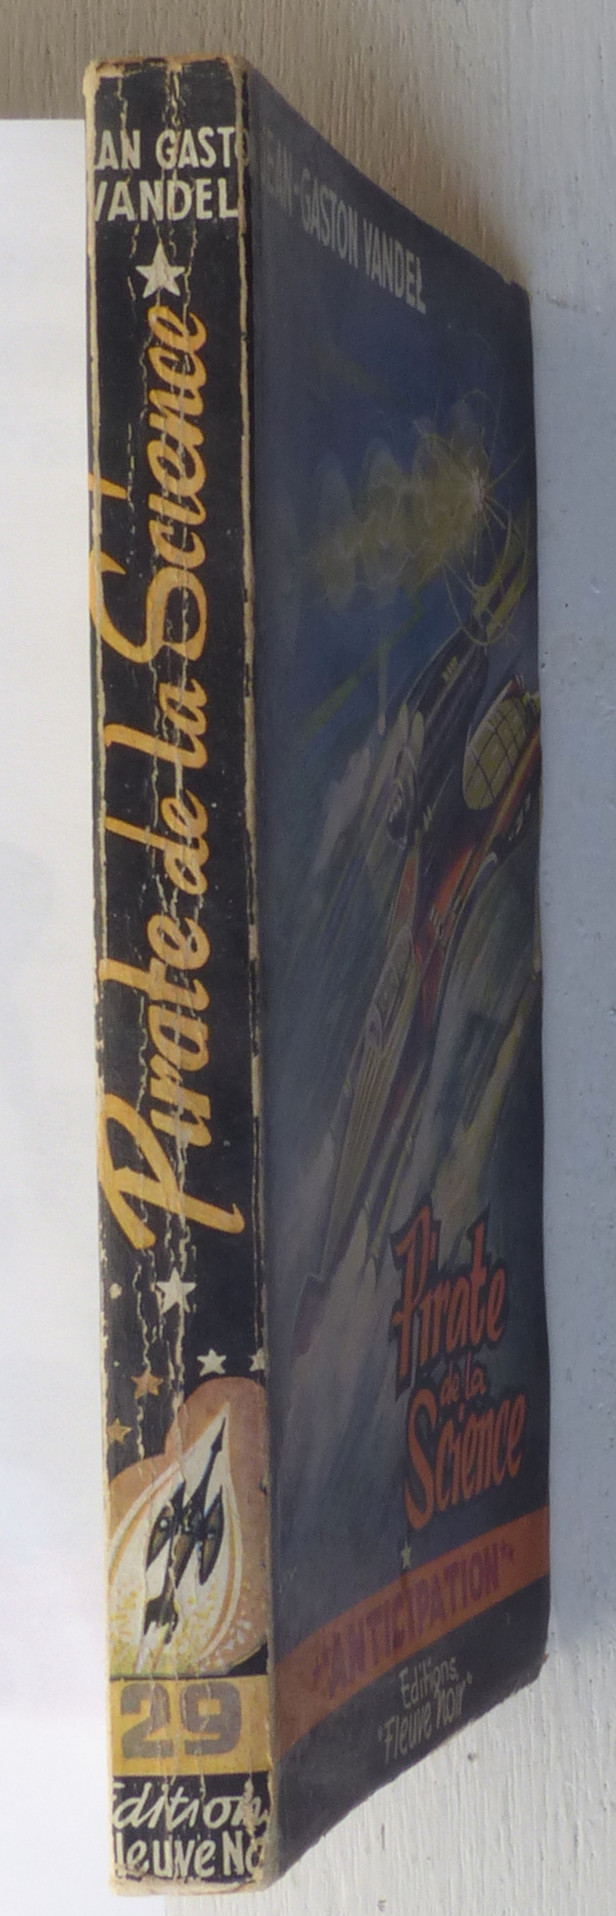 AN GASTO
VANDEL
Pirate de la Science
29
Edition
leuve No
EAN-GASTON VANDEL
Pirate
de la
Science
"ANTICIPATION"
Editions
"Fleuve Noir"